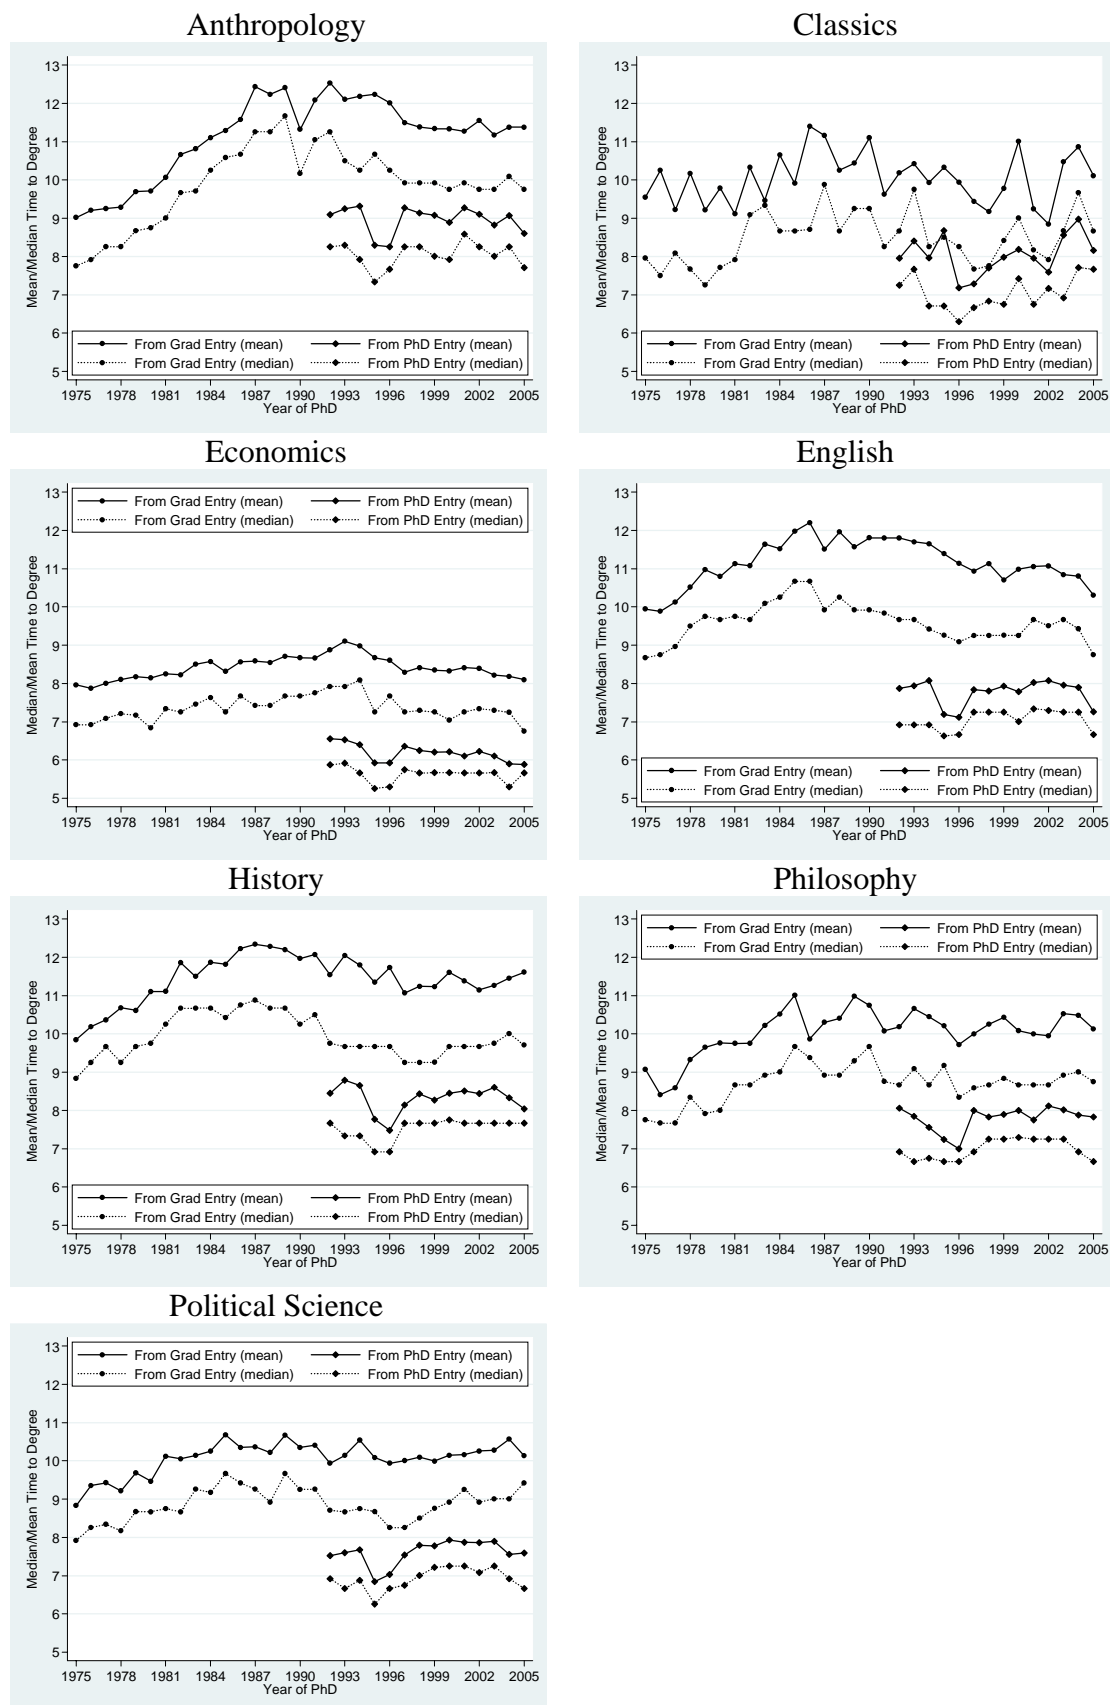 Anthropology
Mean/Median Time to Degree
13
12
11
10
9
8
7
6
5
From Grad Entry (mean) From PhD Entry (mean)
From Grad Entry (median) From PhD Entry (median)
1975 1978 1981 1984 1987 1990 1993 1996 1999 2002 2005
Year of PhD
Classics
Mean/Median Time to Degree
13
12
11
10
9
8
7
6
5
From Grad Entry (mean) From PhD Entry (mean)
From Grad Entry (median) From PhD Entry (median)
1975 1978 1981 1984 1987 1990 1993 1996 1999 2002 2005
Year of PhD
Economics
Median/Mean Time to Degree
13
12
11
10
9
8
7
6
5
From Grad Entry (mean) From PhD Entry (mean)
From Grad Entry (median) From PhD Entry (median)
1975 1978 1981 1984 1987 1990 1993 1996 1999 2002 2005
Year of PhD
English
Mean/Median Time to Degree
13
12
11
10
9
8
7
6
5
From Grad Entry (mean) From PhD Entry (mean)
From Grad Entry (median) From PhD Entry (median)
1975 1978 1981 1984 1987 1990 1993 1996 1999 2002 2005
Year of PhD
History
Mean/Median Time to Degree
13
12
11
10
9
8
7
6
5
From Grad Entry (mean) From PhD Entry (mean)
From Grad Entry (median) From PhD Entry (median)
1975 1978 1981 1984 1987 1990 1993 1996 1999 2002 2005
Year of PhD
Philosophy
Median/Mean Time to Degree
13
12
11
10
9
8
7
6
5
From Grad Entry (mean) From PhD Entry (mean)
From Grad Entry (median) From PhD Entry (median)
1975 1978 1981 1984 1987 1990 1993 1996 1999 2002 2005
Year of PhD
Political Science
Median/Mean Time to Degree
13
12
11
10
9
8
7
6
5
From Grad Entry (mean) From PhD Entry (mean)
From Grad Entry (median) From PhD Entry (median)
1975 1978 1981 1984 1987 1990 1993 1996 1999 2002 2005
Year of PhD